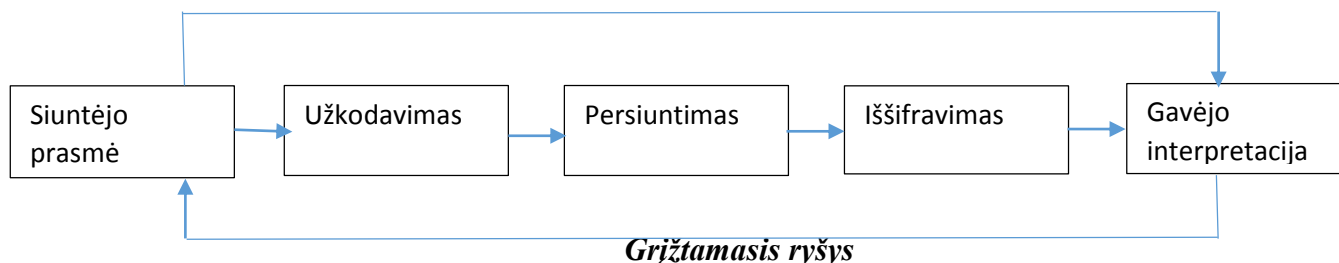 Siuntėjo
prasmė
Užkodavimas
Persiuntimas
Iššifravimas
Gavėjo
interpretacija
Grįžtamasis ryšys